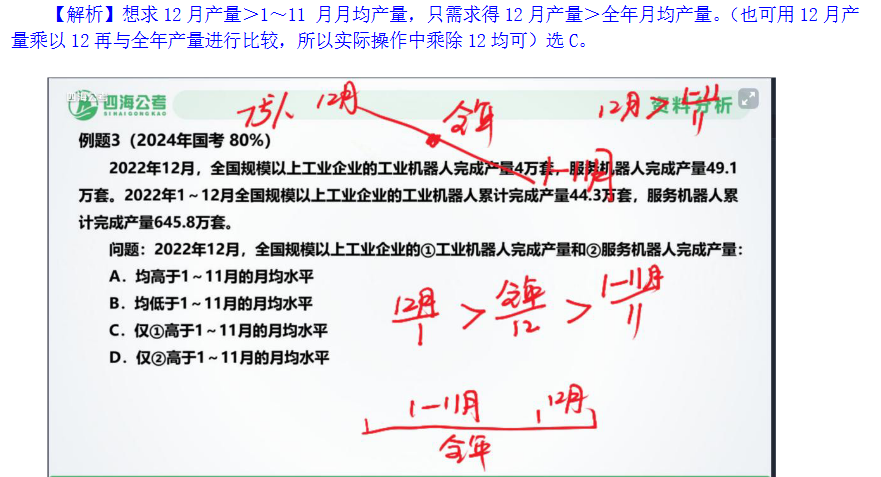 【解析】想求 12 月产量＞1～11 月月均产量，只需求得 12 月产量＞全年月均产量。（也可用 12 月产
量乘以 12 再与全年产量进行比较，所以实际操作中乘除 12 均可）选 C。
四海公考
SIHAIGONGKAO
资料分析
12月
全年
1-11月
12月 > 1-11/11
例题3（2024年国考 80%）
2022年12月，全国规模以上工业企业的工业机器人完成产量4万套，服务机器人完成产量49.1
万套。2022年1～12月全国规模以上工业企业的工业机器人累计完成产量44.3万套，服务机器人累
计完成产量645.8万套。
问题：2022年12月，全国规模以上工业企业的①工业机器人完成产量和②服务机器人完成产量：
A．均高于1～11月的月均水平
B．均低于1～11月的月均水平
C．仅①高于1～11月的月均水平
D．仅②高于1～11月的月均水平
12月/1 > 全年/12 > 1-11月/11
1-11月 12月
全年